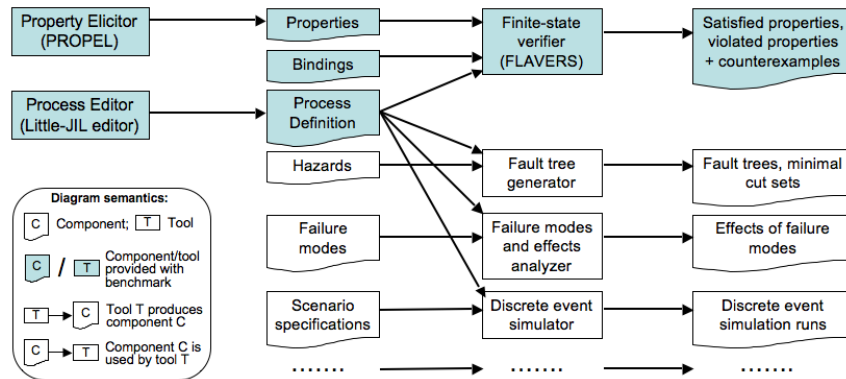 Property Elicitor
(PROPEL)
Properties
Finite-state
verifier
(FLAVERS)
Satisfied properties,
violated properties
+ counterexamples
Bindings
Process Editor
(Little-JIL editor)
Process
Definition
Hazards
Fault tree
generator
Fault trees, minimal
cut sets
Diagram semantics:
C Component; T Tool
C / T Component/tool
provided with
benchmark
T C Tool T produces
component C
C T Component C is
used by tool T
Failure
modes
Failure modes
and effects
analyzer
Effects of failure
modes
Scenario
specifications
Discrete event
simulator
Discrete event
simulation runs
....... ....... .......